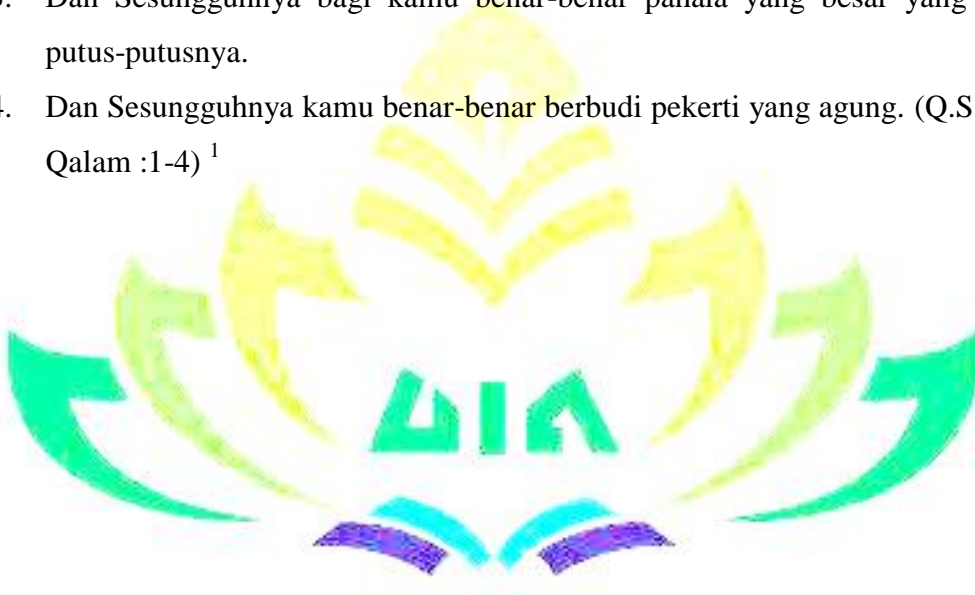 3. Dan Sesungguhnya bagi kamu benar-benar pahala yang besar yang
putus-putusnya.
4. Dan Sesungguhnya kamu benar-benar berbudi pekerti yang agung. (Q.S
Qalam :1-4) 1
UIN